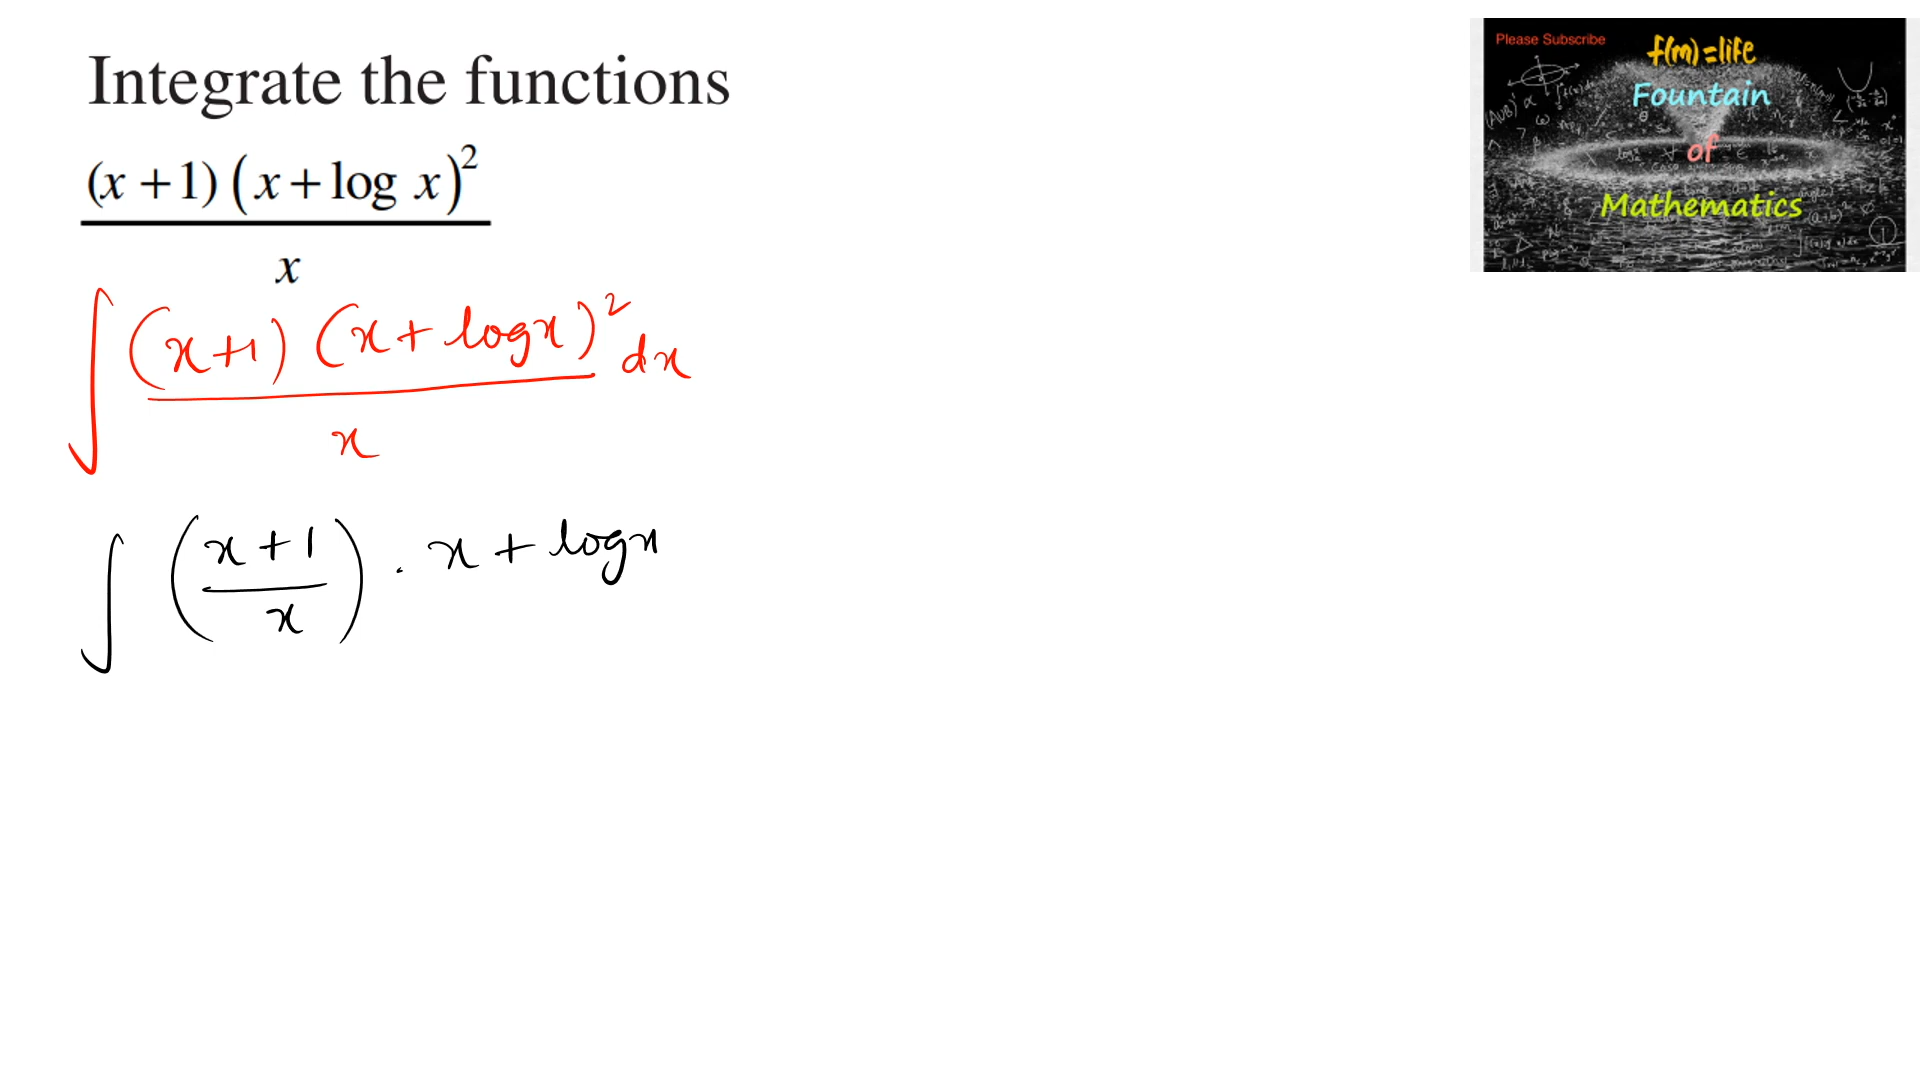 Integrate the functions
(x+1)(x+log x)²
x
∫ (x+1) (x+logx)² dx
x
∫ (x+1 / x) . x + logx
Please Subscribe
f(m)=life
Fountain
of
Mathematics